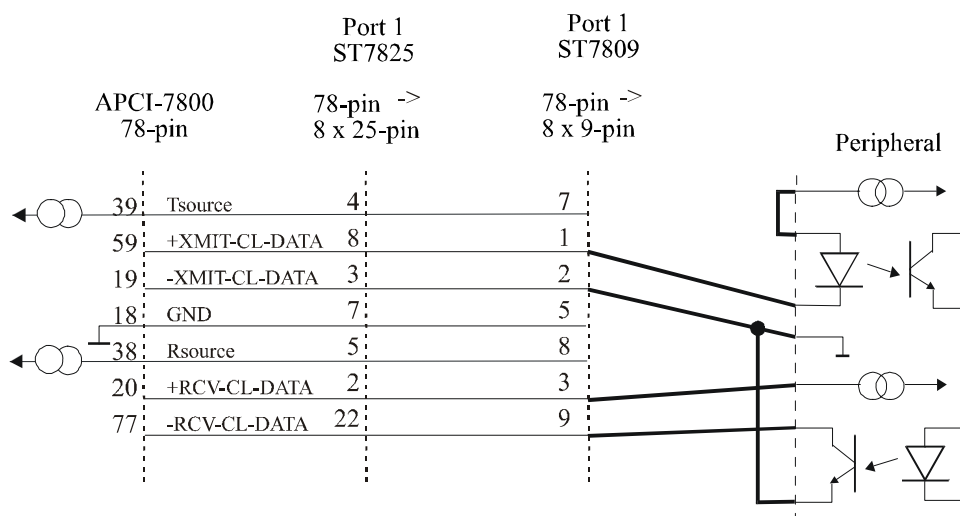 Port 1
ST7825
Port 1
ST7809
APCI-7800
78-pin
78-pin ->
8 x 25-pin
78-pin ->
8 x 9-pin
Peripheral
39 Tsource 4 7
59 +XMIT-CL-DATA 8 1
19 -XMIT-CL-DATA 3 2
18 GND 7 5
38 Rsource 5 8
20 +RCV-CL-DATA 2 3
77 -RCV-CL-DATA 22 9